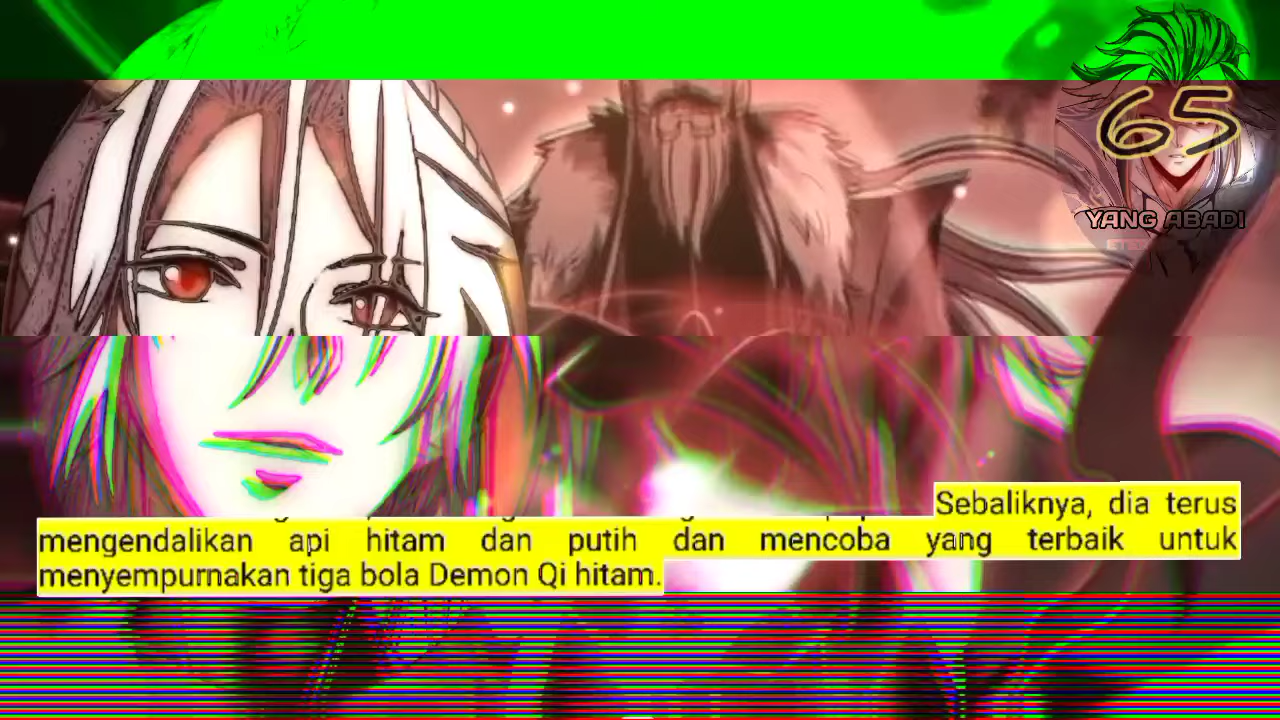 65
YANG ABADI
Sebaliknya, dia terus
mengendalikan api hitam dan putih dan mencoba yang terbaik untuk
menyempurnakan tiga bola Demon Qi hitam.